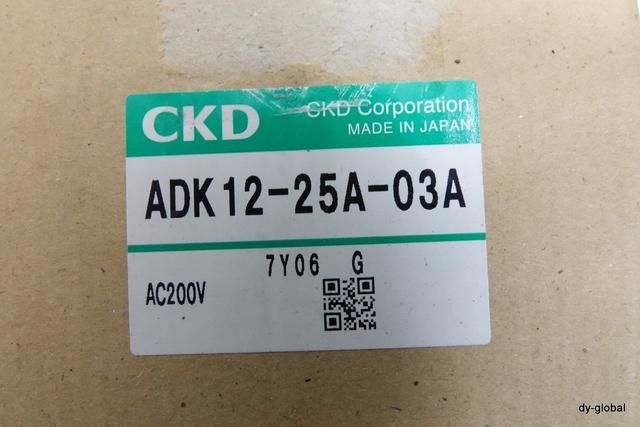 CKD
CKD Corporation
MADE IN JAPAN
ADK12-25A-03A
7Y06 G
AC200V
dy-global